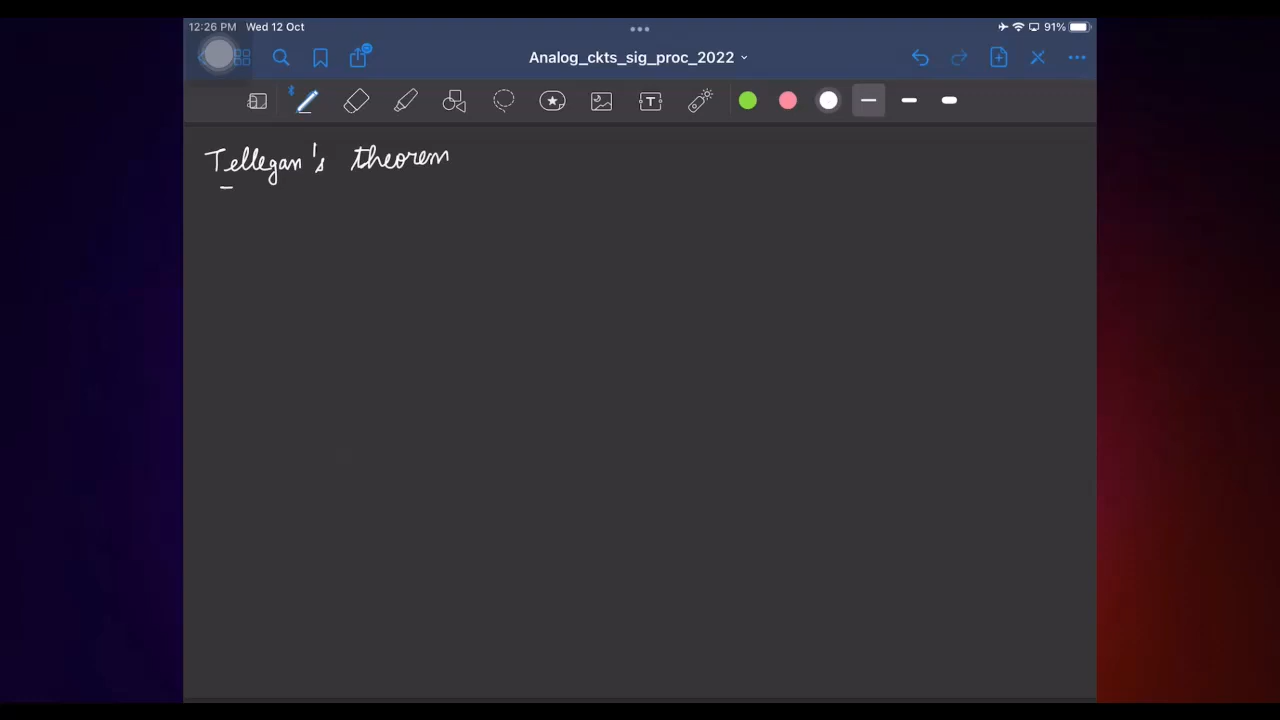 12:26 PM Wed 12 Oct
91%
Analog_ckts_sig_proc_2022
T
Tellegan's theorem